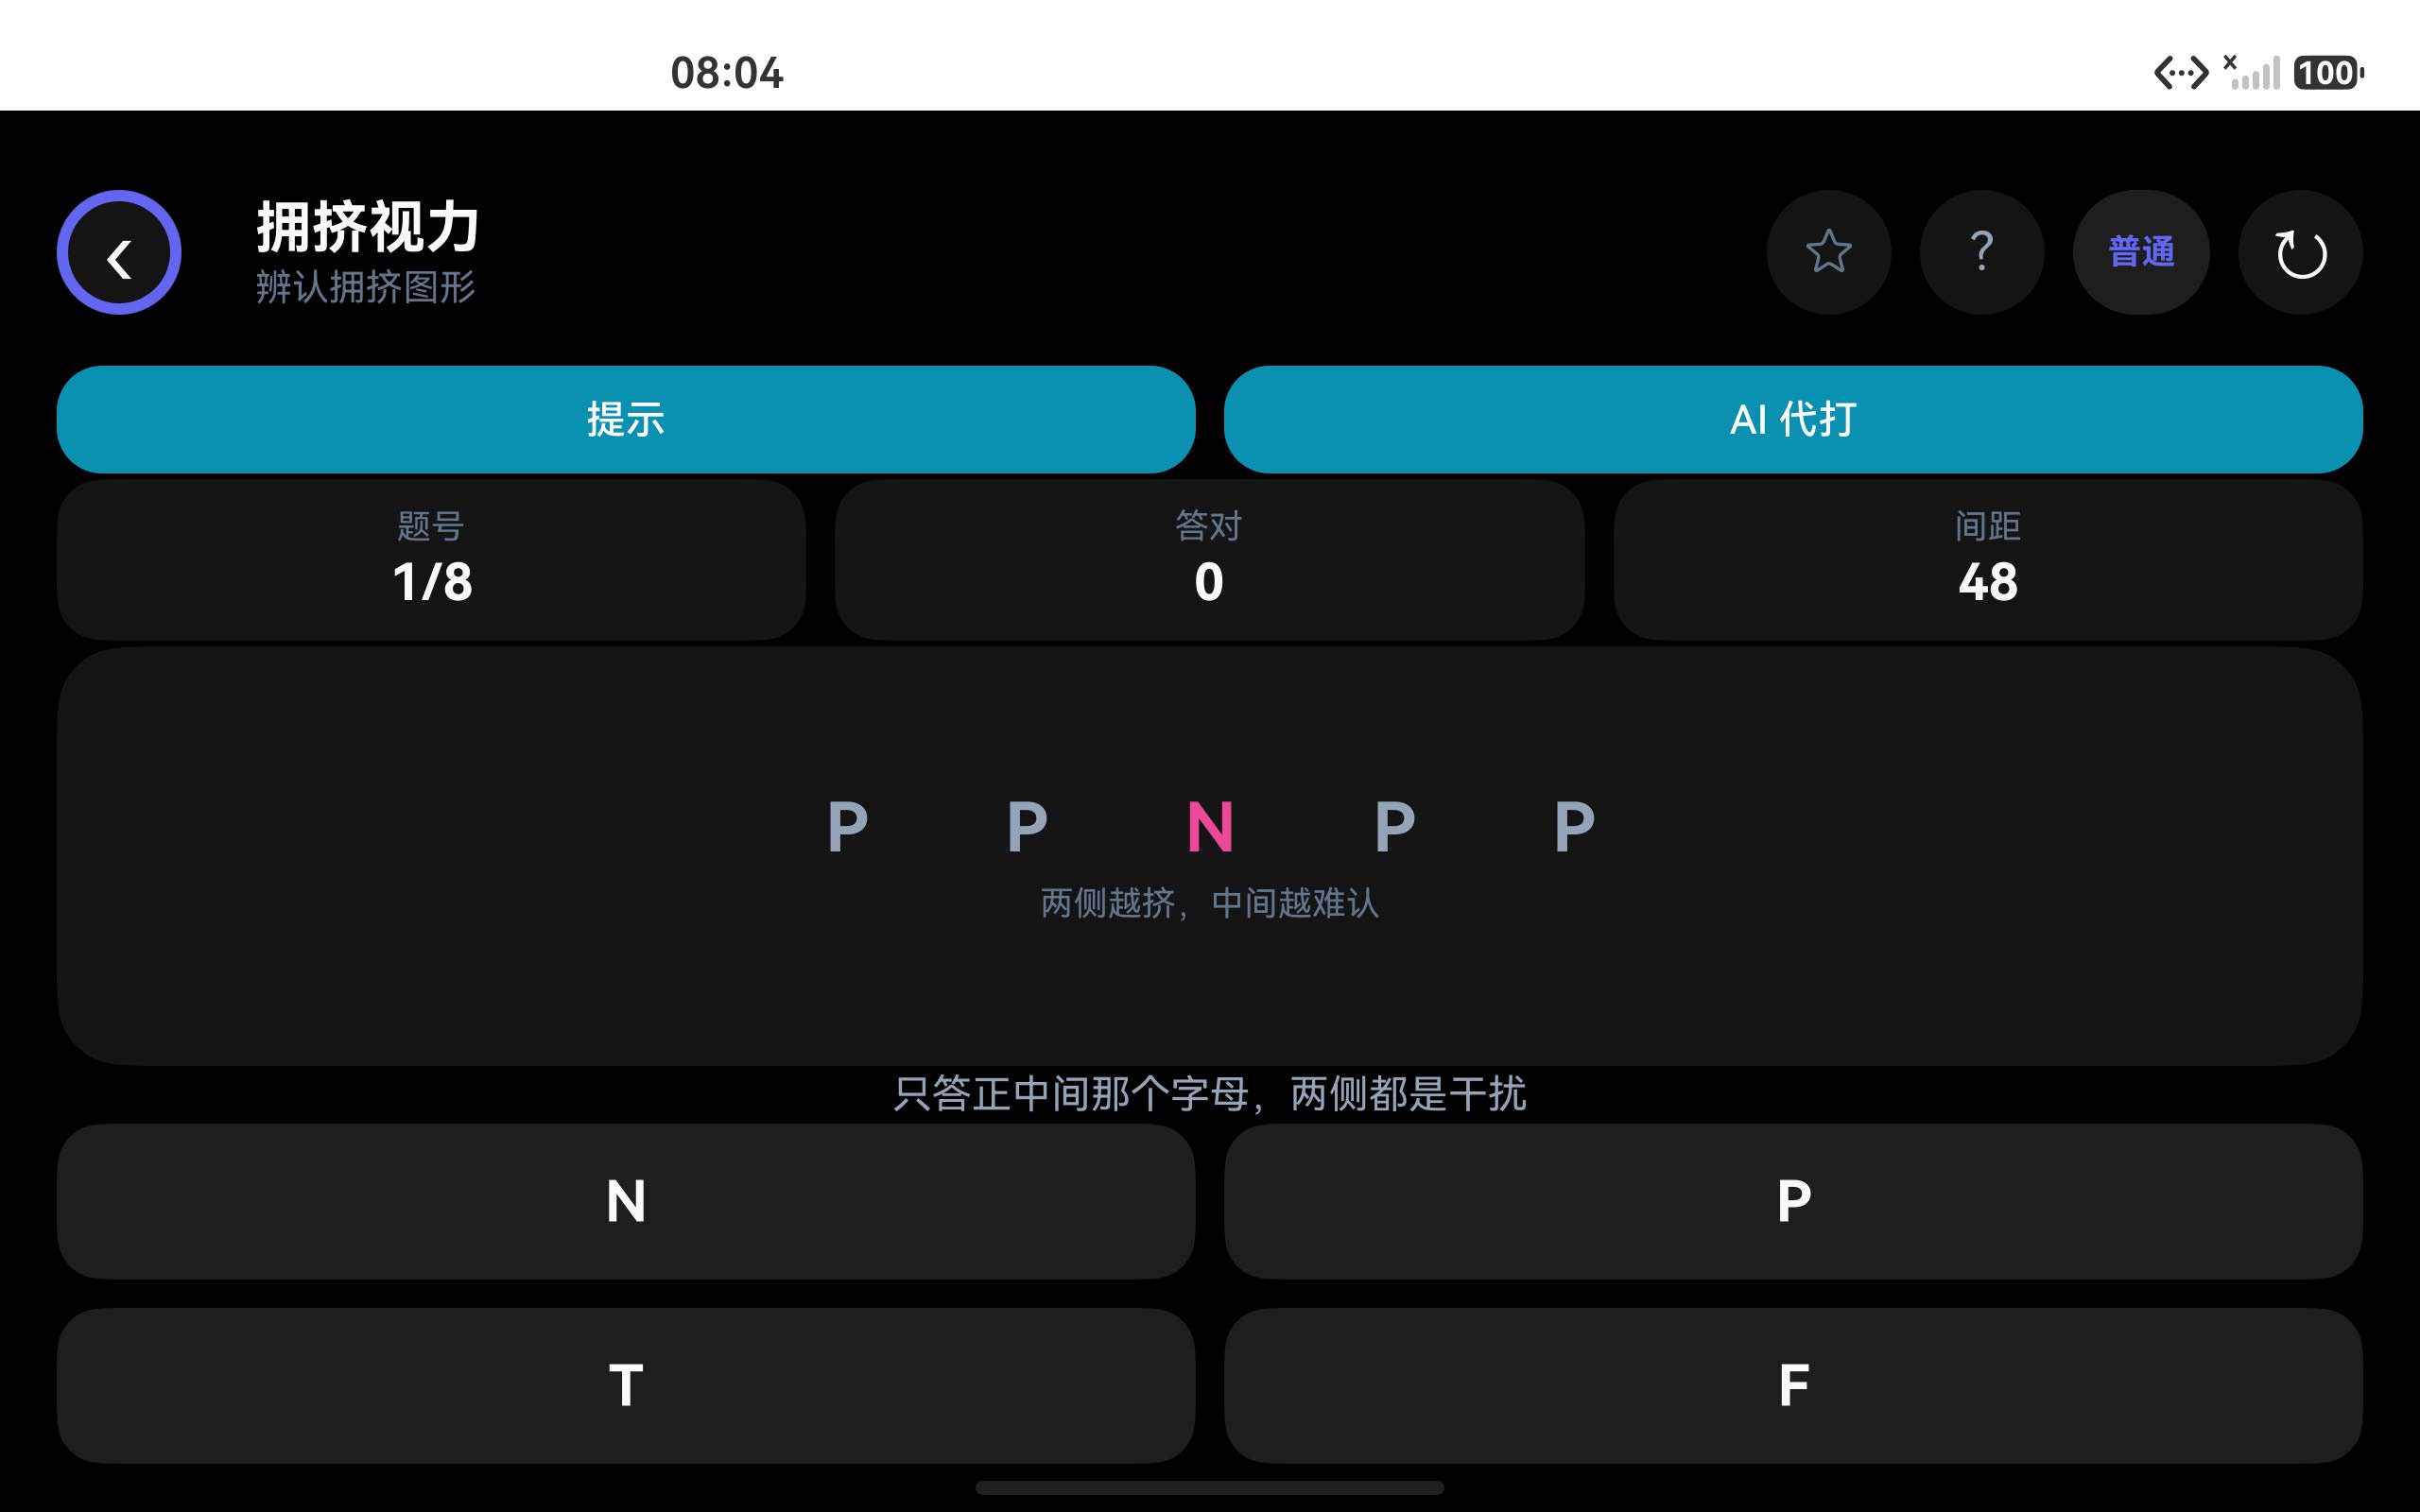 08:04
100
拥挤视力
辨认拥挤图形
?
普通
提示
AI 代打
题号
1/8
答对
0
间距
48
P P N P P
两侧越挤，中间越难认
只答正中间那个字母，两侧都是干扰
N
P
T
F